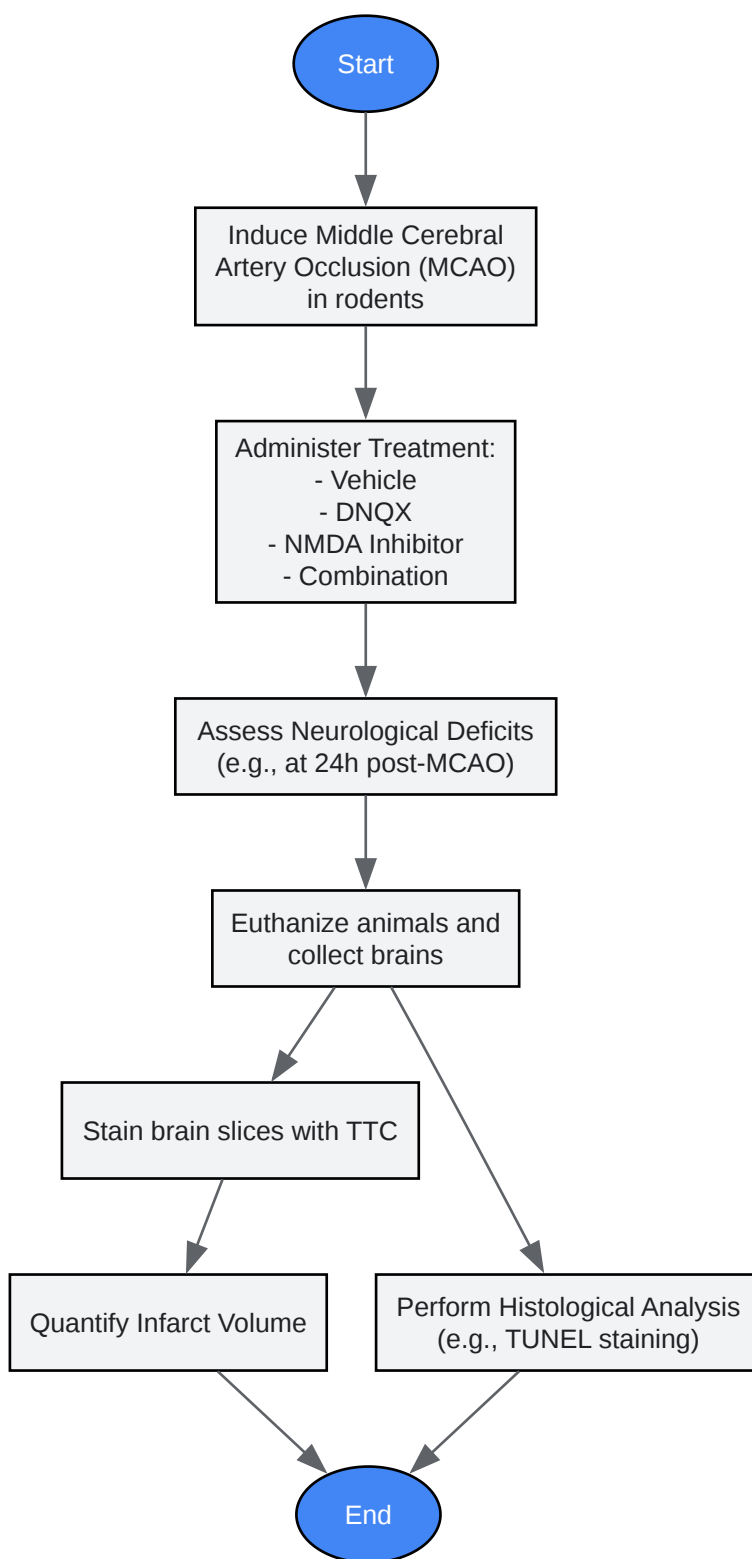 Start
Induce Middle Cerebral
Artery Occlusion (MCAO)
in rodents
Administer Treatment:
- Vehicle
- DNQX
- NMDA Inhibitor
- Combination
Assess Neurological Deficits
(e.g., at 24h post-MCAO)
Euthanize animals and
collect brains
Stain brain slices with TTC
Quantify Infarct Volume
Perform Histological Analysis
(e.g., TUNEL staining)
End